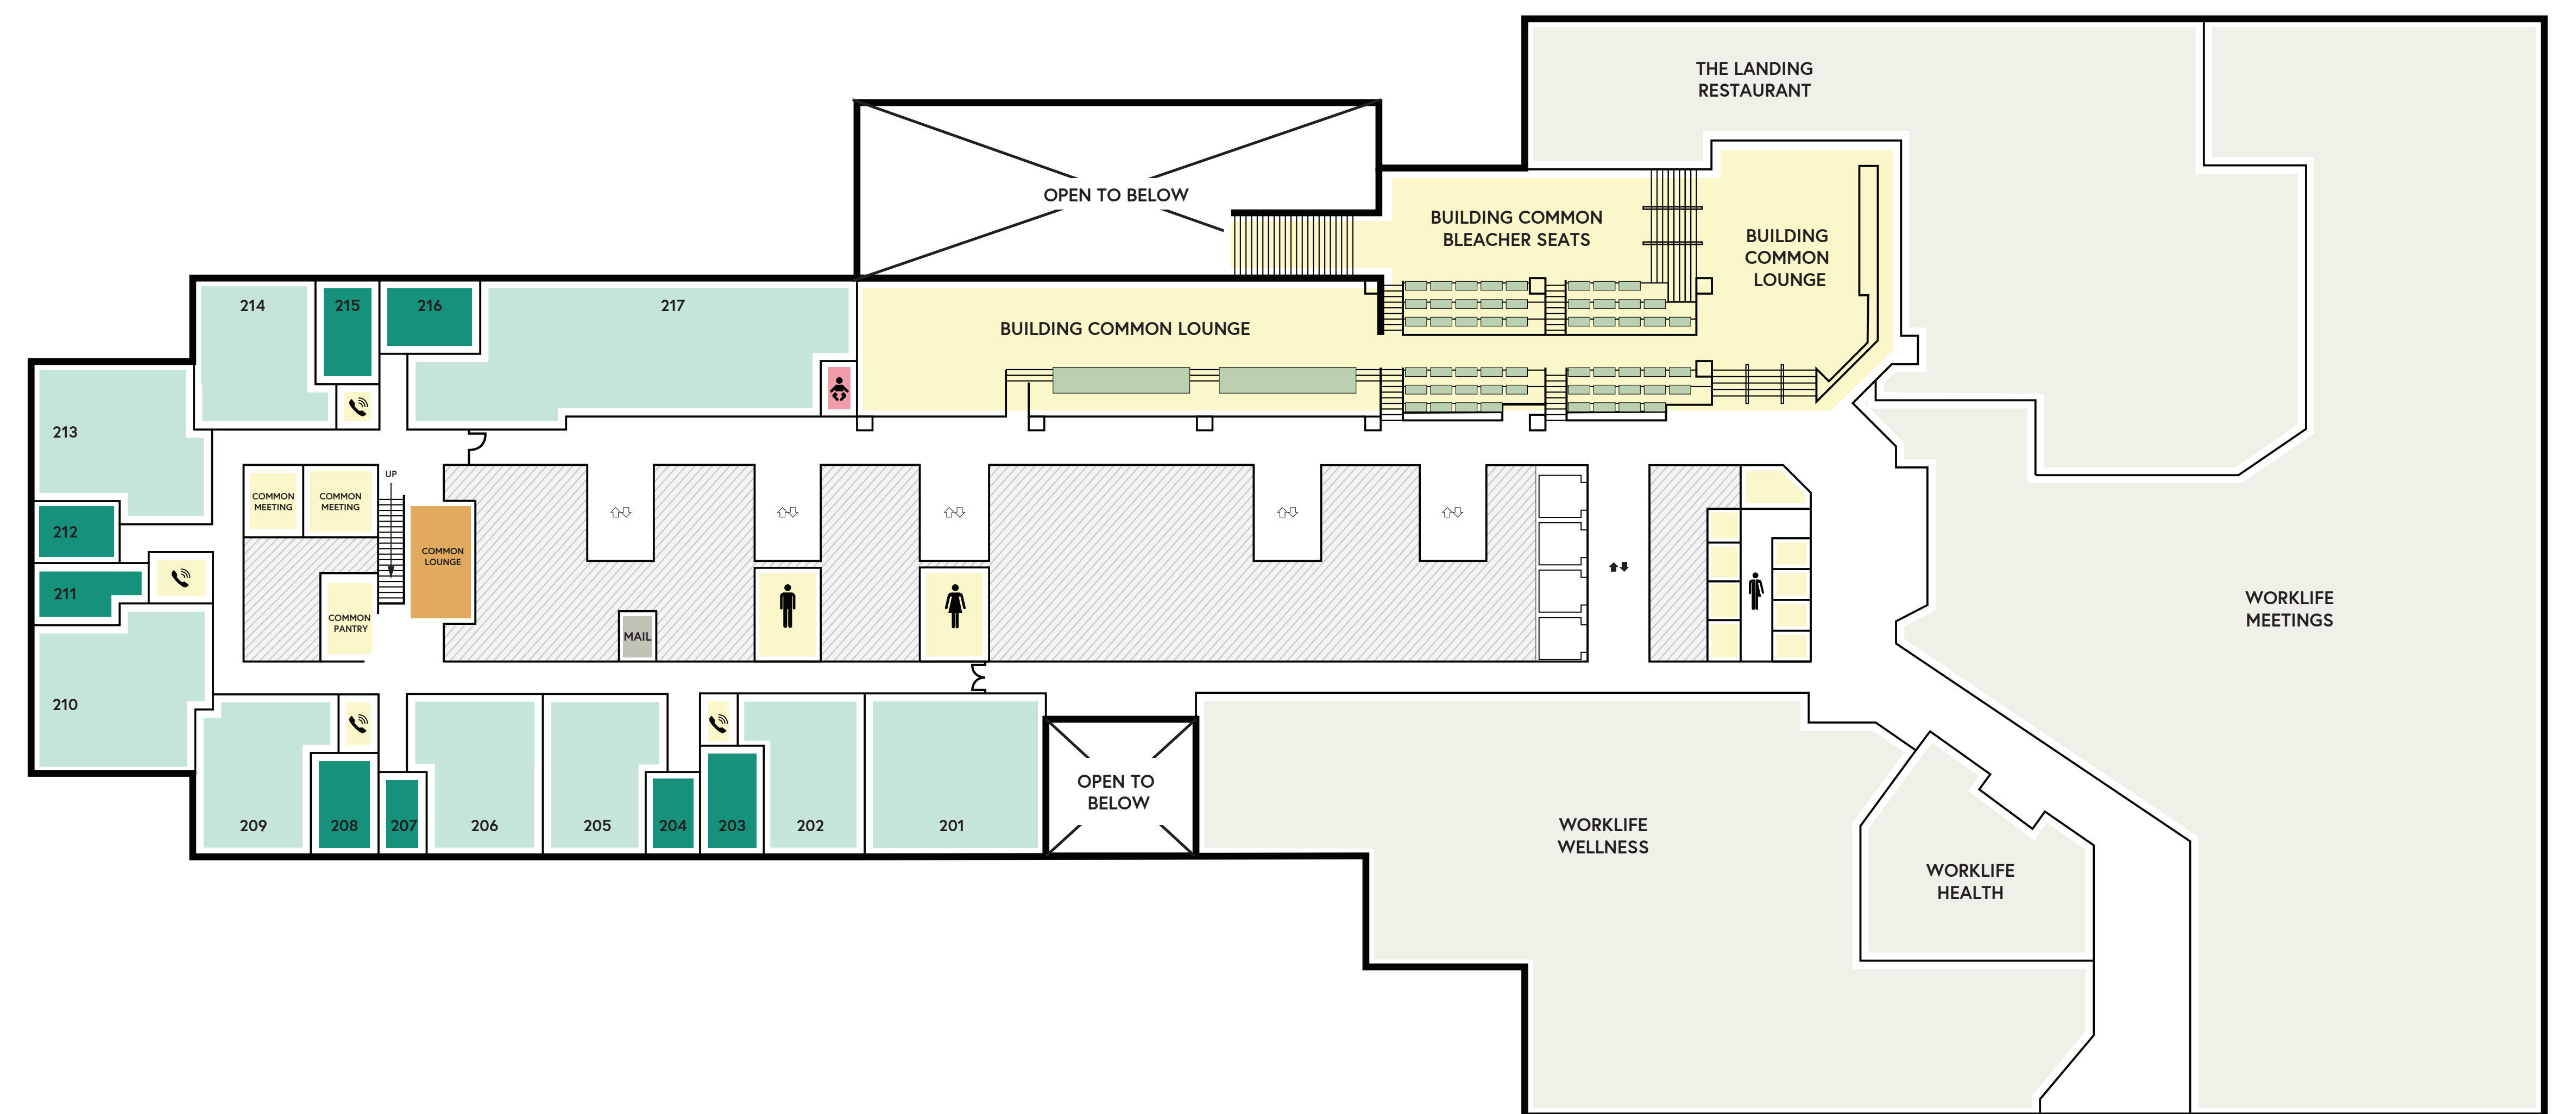 THE LANDING
RESTAURANT
OPEN TO BELOW
BUILDING COMMON
BLEACHER SEATS
BUILDING
COMMON
LOUNGE
214
215
216
217
BUILDING COMMON LOUNGE
213
UP
COMMON
MEETING
COMMON
MEETING
212
COMMON
LOUNGE
211
COMMON
PANTRY
MAIL
WORKLIFE
MEETINGS
210
OPEN TO
BELOW
209
208
207
206
205
204
203
202
201
WORKLIFE
WELLNESS
WORKLIFE
HEALTH